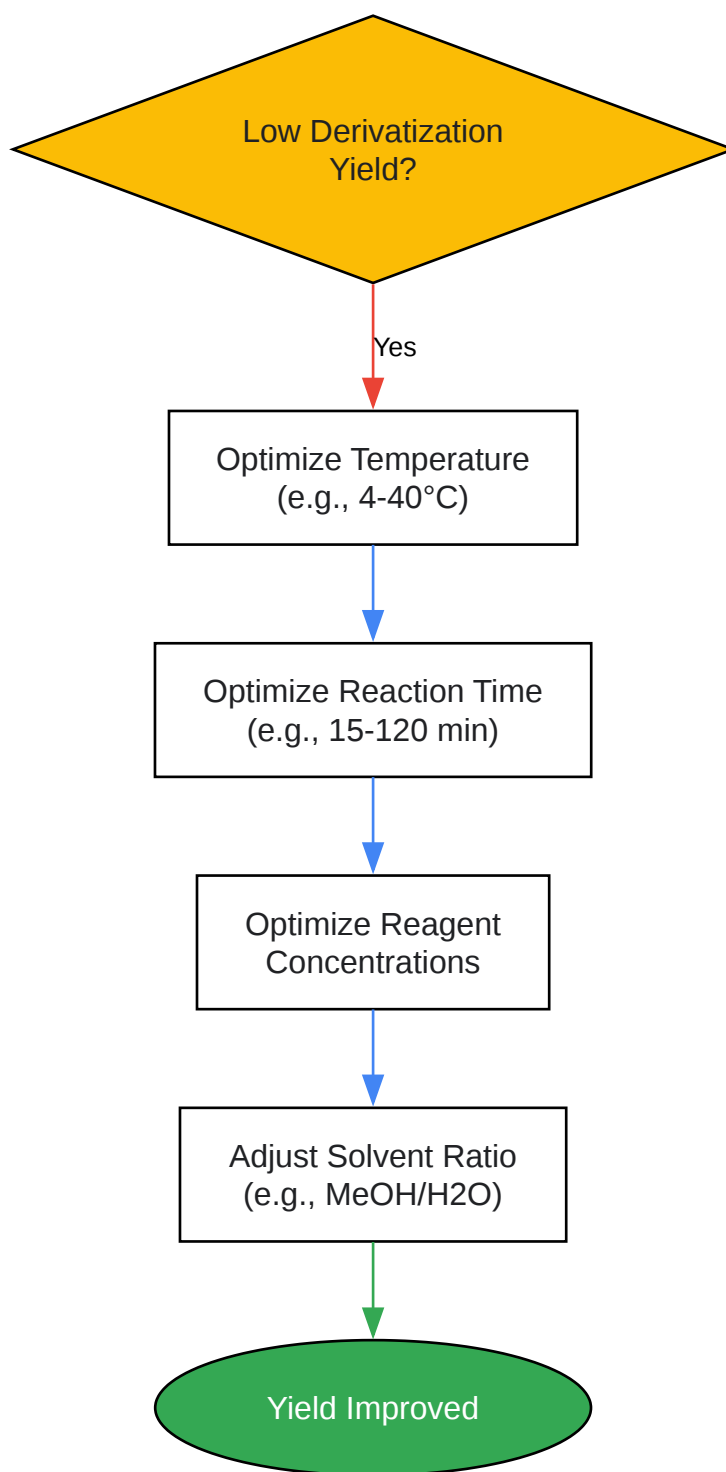 Low Derivatization
Yield?
Yes
Optimize Temperature
(e.g., 4-40°C)
Optimize Reaction Time
(e.g., 15-120 min)
Optimize Reagent
Concentrations
Adjust Solvent Ratio
(e.g., MeOH/H2O)
Yield Improved